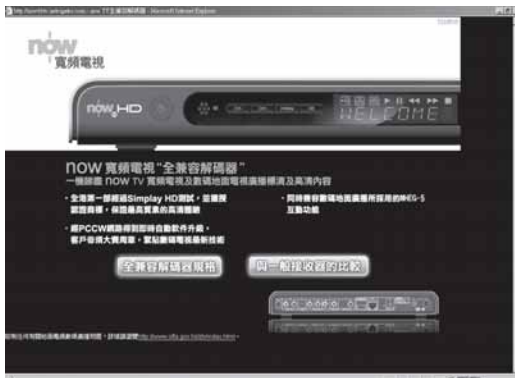 now
寬頻電視
now HD
WELCOME
now 寬頻電視“全兼容解碼器”
一機睇盡 now TV 寬頻電視及數碼地面電視廣播標清及高清內容
· 全港第一部經過Simplay HD測試，並獲授
認證商標，保證最高質素的高清體驗
· 經PCCW網路得到即時自動軟件升級，
客戶毋須大費周章，緊貼數碼電視最新技術
· 同時兼容數碼地面廣播所採用的MHEG-5
互動功能
全兼容解碼器規格
與一般接收器的比較